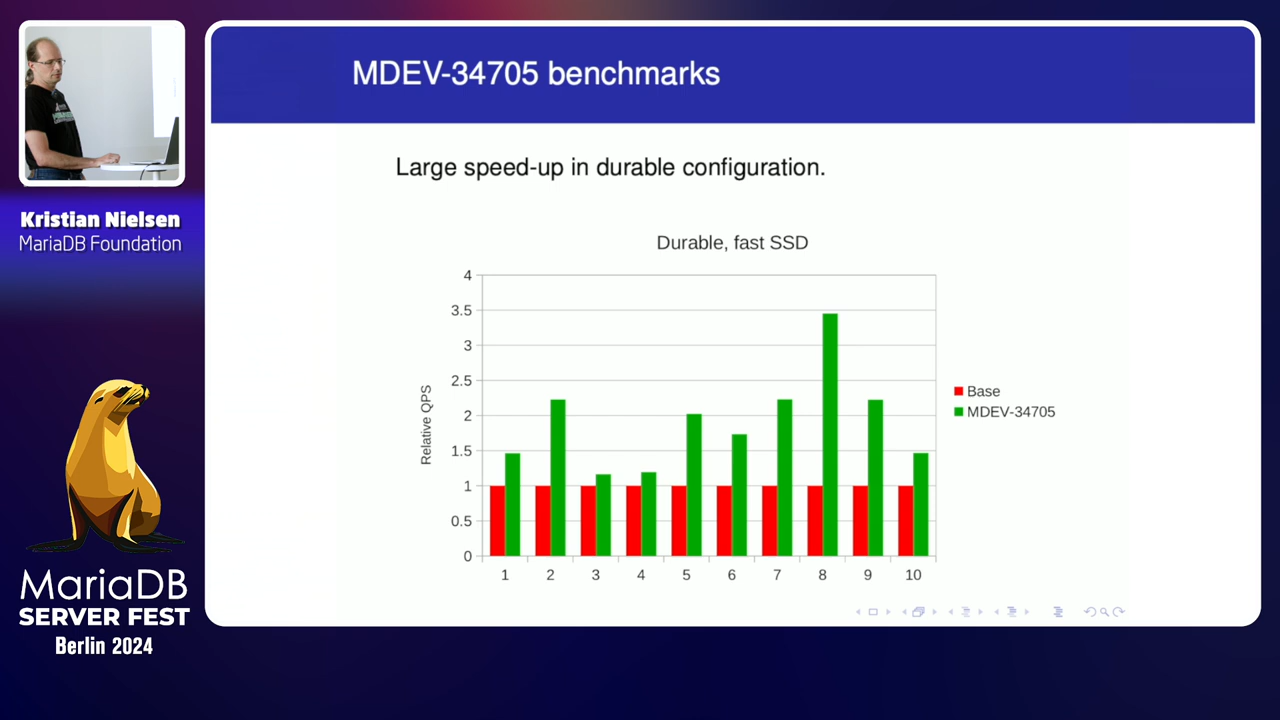 MDEV-34705 benchmarks
Large speed-up in durable configuration.
Durable, fast SSD
Relative QPS
4
3.5
3
2.5
2
1.5
1
0.5
0
1 2 3 4 5 6 7 8 9 10
Base
MDEV-34705
Kristian Nielsen
MariaDB Foundation
MariaDB
SERVER FEST
Berlin 2024